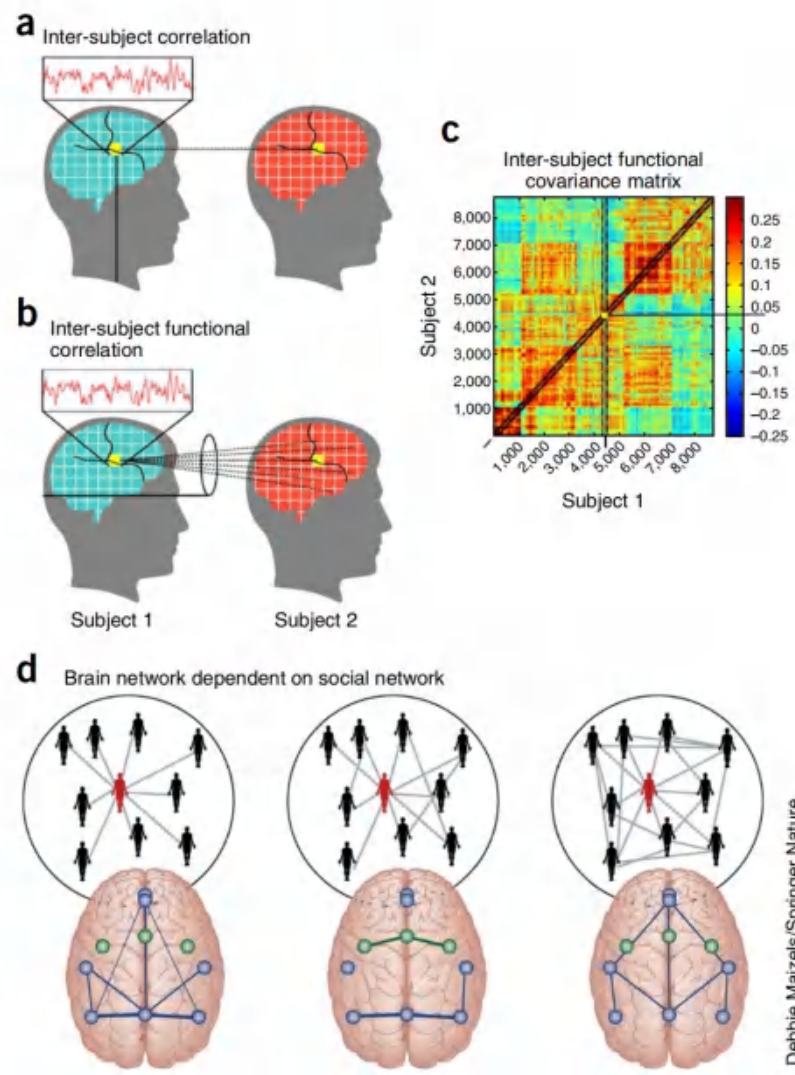 a
Inter-subject correlation
b
Inter-subject functional
correlation
Subject 1
Subject 2
c
Inter-subject functional
covariance matrix
8,000
7,000
6,000
5,000
4,000
3,000
2,000
1,000
Subject 2
1,000
2,000
3,000
4,000
5,000
6,000
7,000
8,000
Subject 1
0.25
0.2
0.15
0.1
0.05
0
−0.05
−0.1
−0.15
−0.2
−0.25
d
Brain network dependent on social network
Debbie Maizels/Springer Nature